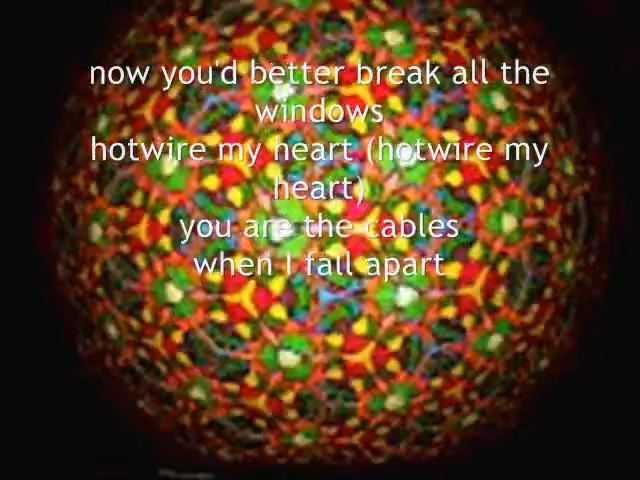 now you'd better break all the
windows
hotwire my heart (hotwire my
heart)
you are the cables
when I fall apart